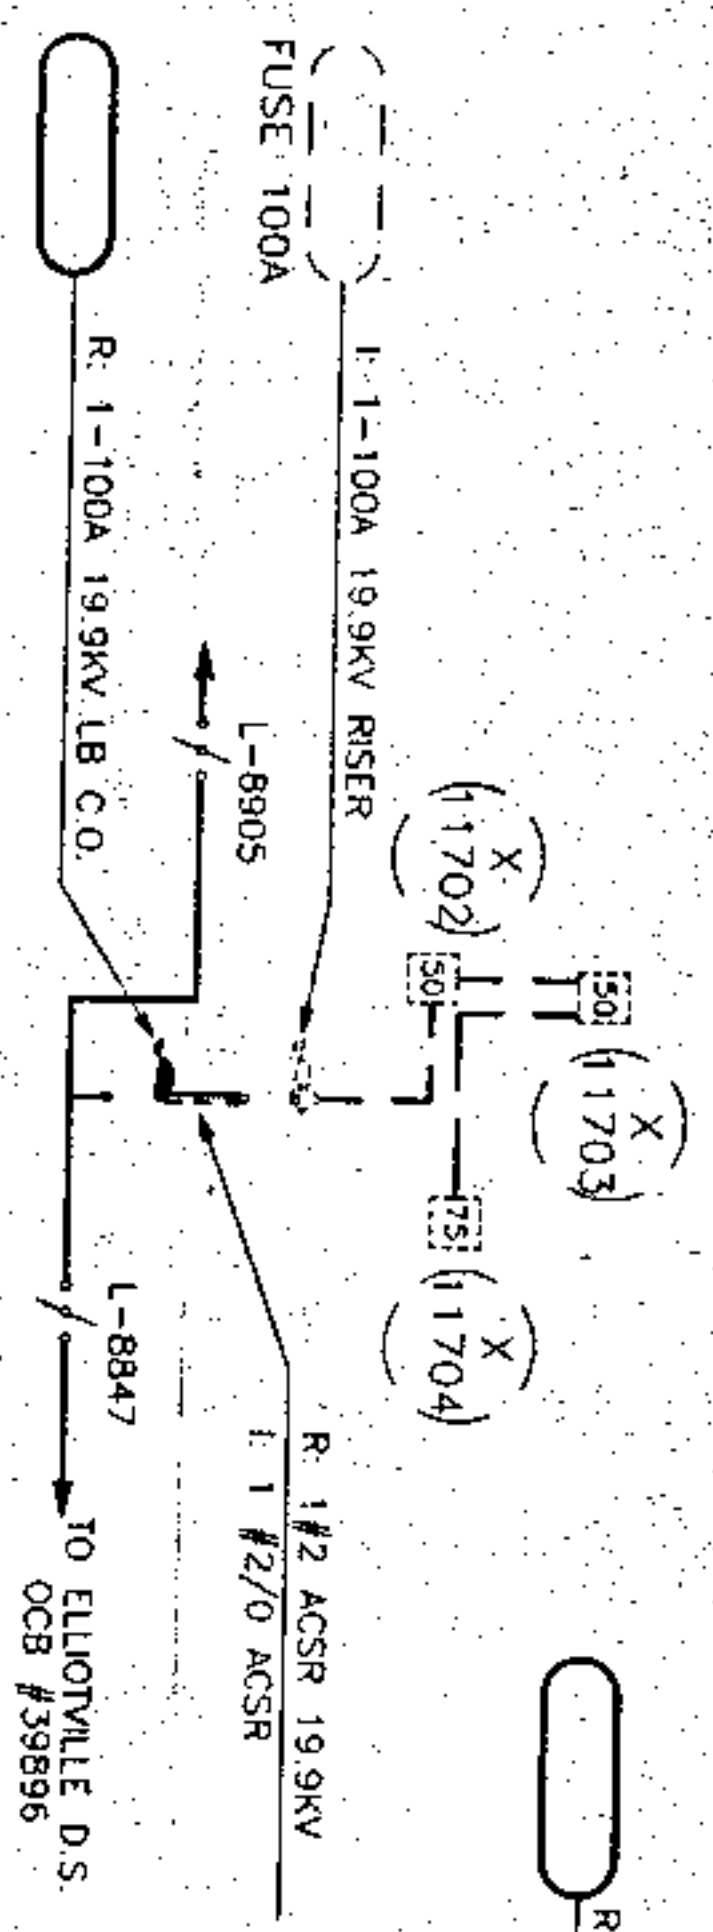 R
X
(11703)
50
X
(11702)
50
X
(11704)
75
FUSE 100A
I: 1-100A 19.9KV RISER
R: 1#2 ACSR 19.9KV
I: 1 #2/0 ACSR
L-8905
R: 1-100A 19.9KV LB C.O.
L-8847
TO ELLIOTVILLE D.S.
OCB #39896